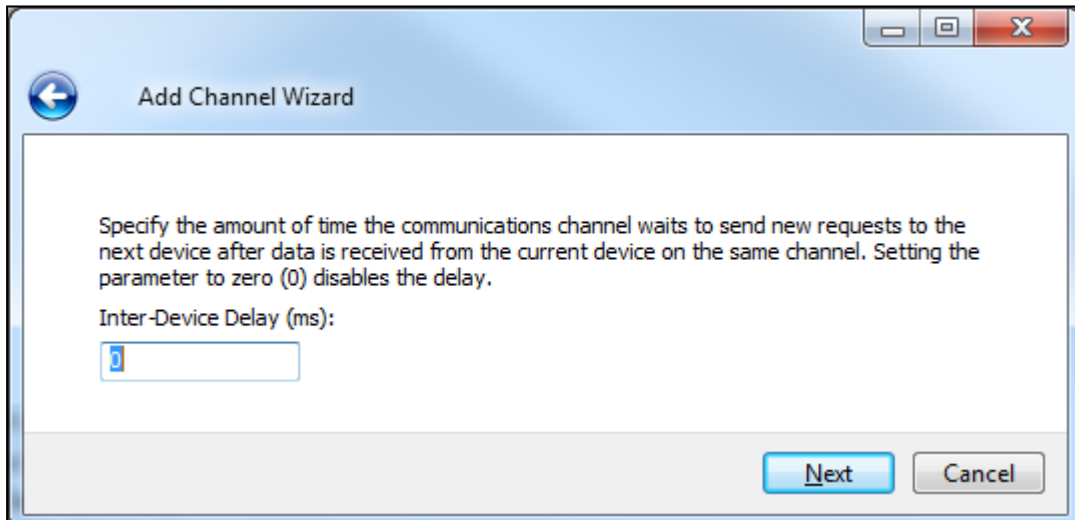 Add Channel Wizard
Specify the amount of time the communications channel waits to send new requests to the
next device after data is received from the current device on the same channel. Setting the
parameter to zero (0) disables the delay.
Inter-Device Delay (ms):
0
Next
Cancel